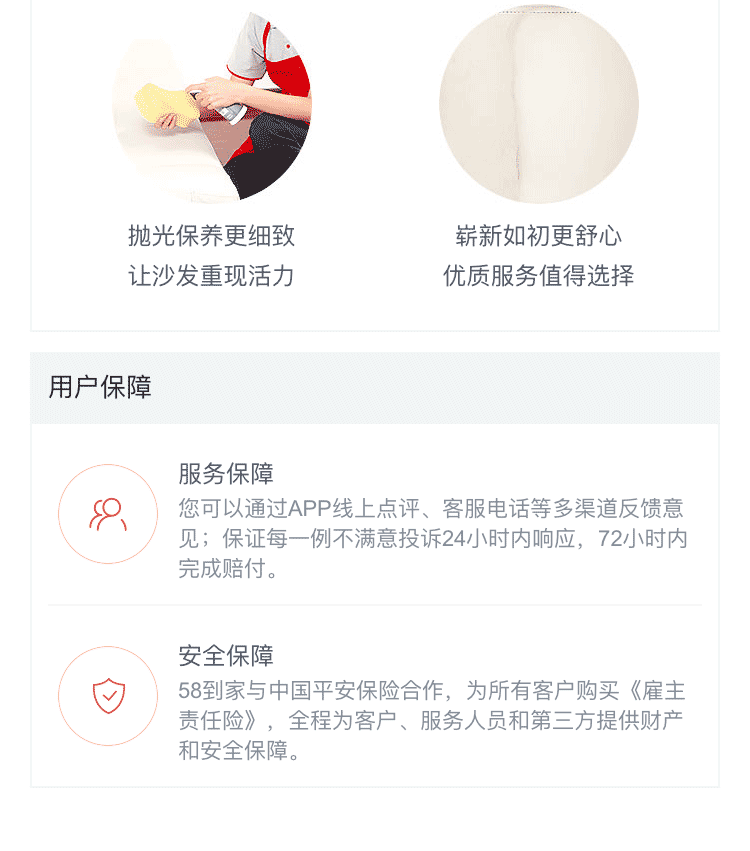 抛光保养更细致
让沙发重现活力
崭新如初更舒心
优质服务值得选择
用户保障
服务保障
您可以通过APP线上点评、客服电话等多渠道反馈意
见；保证每一例不满意投诉24小时内响应，72小时内
完成赔付。
安全保障
58到家与中国平安保险合作，为所有客户购买《雇主
责任险》，全程为客户、服务人员和第三方提供财产
和安全保障。